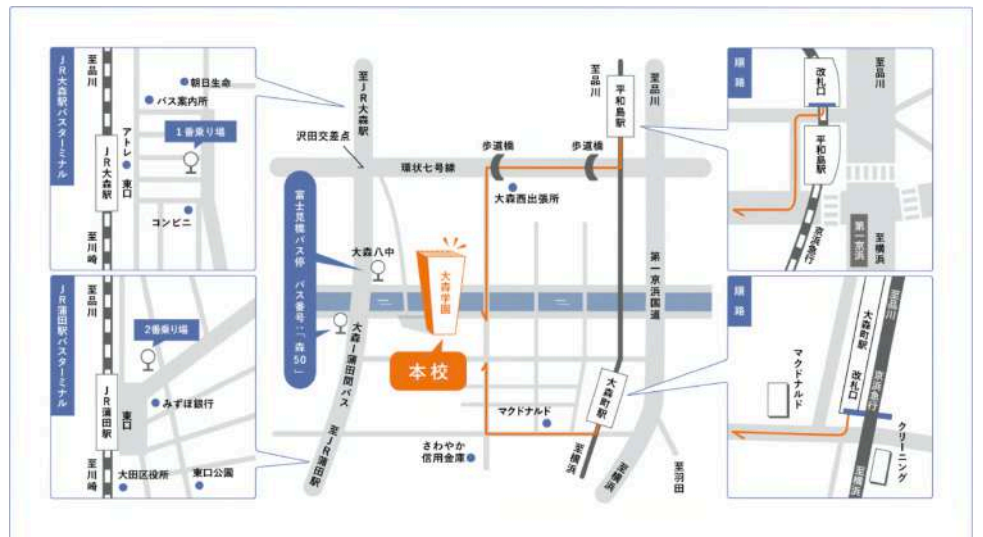 JR大森駅バスターミナル
至品川
朝日生命
バス案内所
1番乗り場
アトレ
東口
JR大森駅
コンビニ
至川崎
JR蒲田駅バスターミナル
至品川
2番乗り場
JR蒲田駅
東口
みずほ銀行
至川崎
大田区役所
東口公園
至JR大森駅
沢田交差点
環状七号線
富士見橋バス停 バス番号:「森50」
大森八中
大森ー蒲田間バス
至JR蒲田駅
大森学園
本校
歩道橋
歩道橋
大森西出張所
至品川
平和島駅
至品川
第一京浜国道
大森町駅
マクドナルド
さわやか
信用金庫
至横浜
至横浜
至羽田
順路
改札口
平和島駅
京浜急行
至品川
第一京浜
至横浜
順路
大森町駅
改札口
至品川
京浜急行
至横浜
マクドナルド
クリーニング